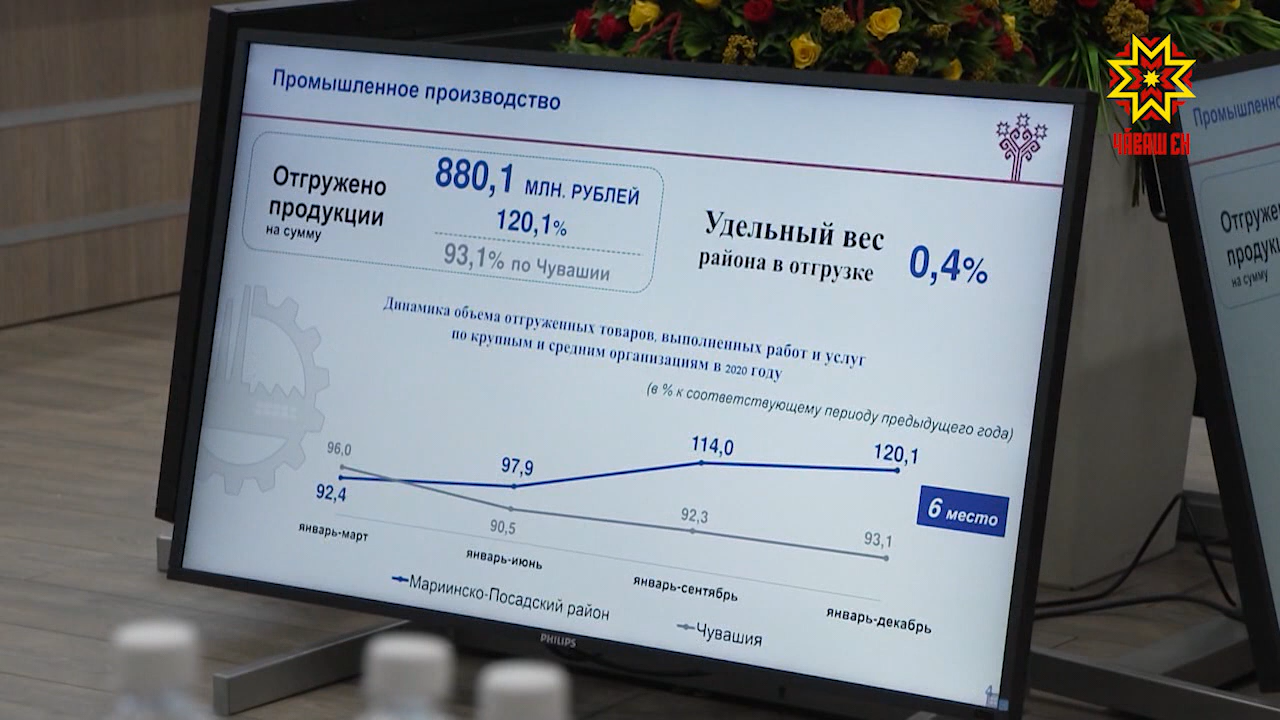 Промышленное производство
Отгружено
продукции
на сумму
880,1 МЛН. РУБЛЕЙ
120,1%
93,1% по Чувашии
Удельный вес
района в отгрузке
0,4%
Динамика объема отгруженных товаров, выполненных работ и услуг
по крупным и средним организациям в 2020 году
(в % к соответствующему периоду предыдущего года)
96,0
92,4
97,9
90,5
114,0
92,3
120,1
93,1
6 место
январь-март
январь-июнь
январь-сентябрь
январь-декабрь
Мариинско-Посадский район
Чувашия
4
PHILIPS
ЧĂВАШ ЕН
Промышленно
Отгруже
продукц
на сумму